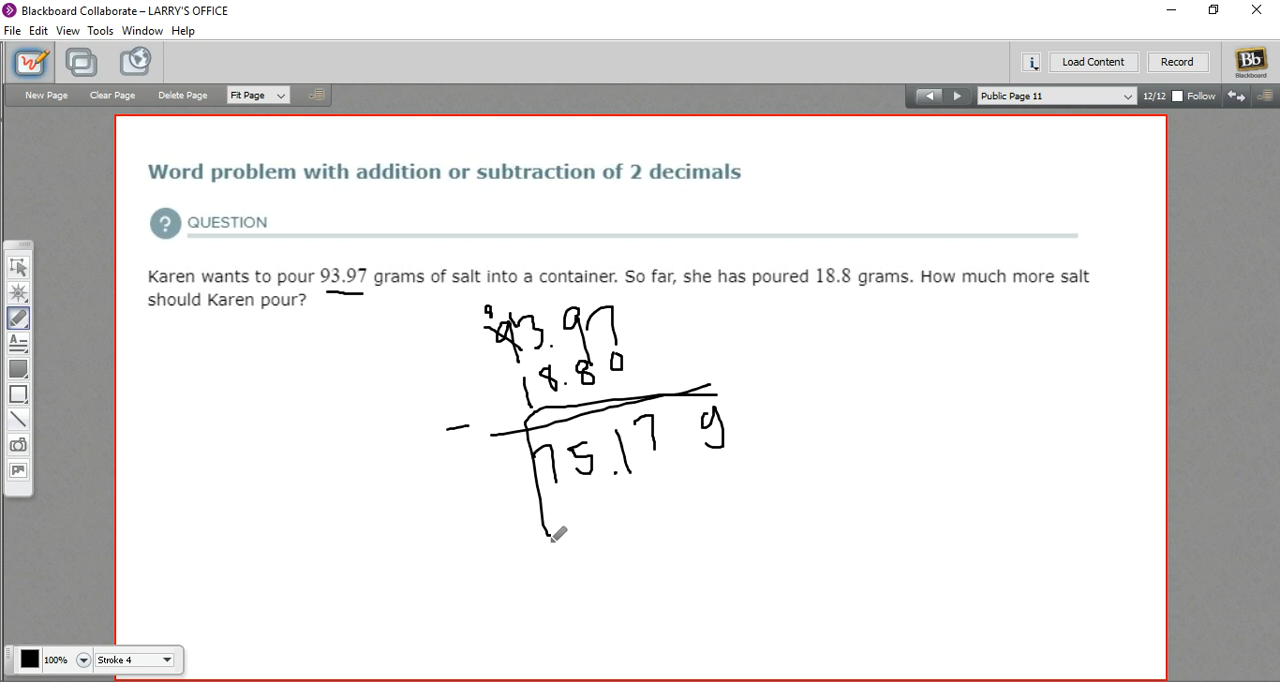 Blackboard Collaborate – LARRY'S OFFICE
File Edit View Tools Window Help
i Load Content Record Bb
Blackboard
New Page Clear Page Delete Page Fit Page Public Page 11 12/12 Follow
Word problem with addition or subtraction of 2 decimals
? QUESTION
Karen wants to pour 93.97 grams of salt into a container. So far, she has poured 18.8 grams. How much more salt
should Karen pour?
93.97
18.80
–
75.17 g
A
100% Stroke 4